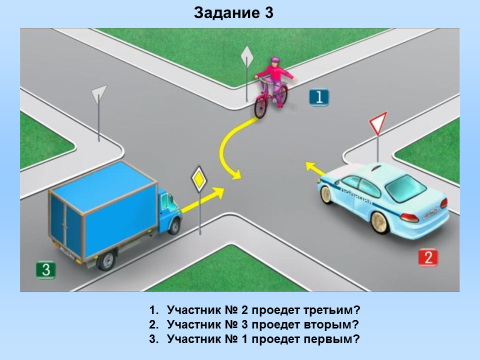 Задание 3
1
2
3
1. Участник № 2 проедет третьим?
2. Участник № 3 проедет вторым?
3. Участник № 1 проедет первым?